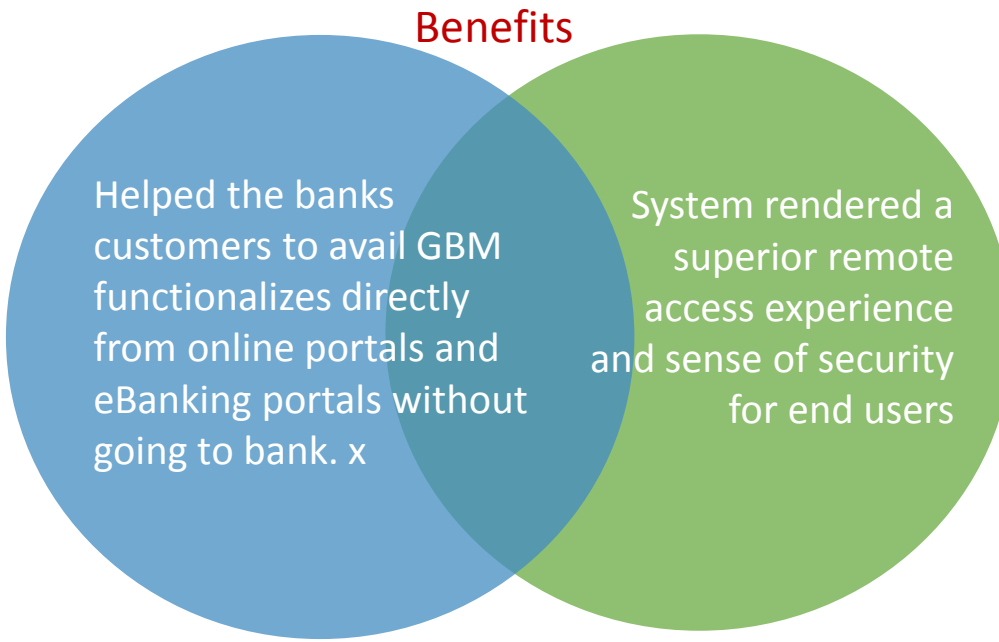 Benefits
Helped the banks
customers to avail GBM
functionalizes directly
from online portals and
eBanking portals without
going to bank. x
System rendered a
superior remote
access experience
and sense of security
for end users